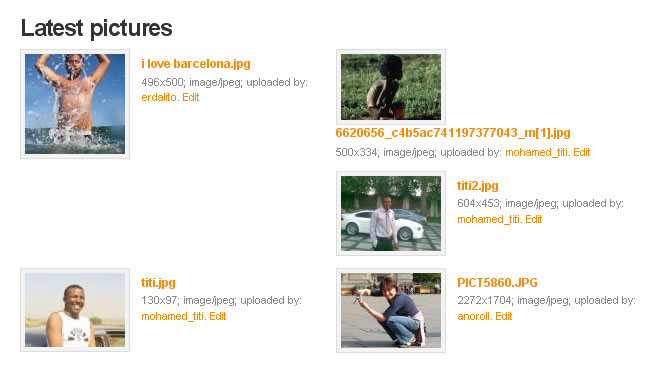 Latest pictures
i love barcelona.jpg
496x500; image/jpeg; uploaded by:
erdalito. Edit
6620656_c4b5ac741197377043_m[1].jpg
500x334; image/jpeg; uploaded by: mohamed_titi. Edit
titi2.jpg
604x453; image/jpeg; uploaded by:
mohamed_titi. Edit
titi.jpg
130x97; image/jpeg; uploaded by:
mohamed_titi. Edit
PICT5860.JPG
2272x1704; image/jpeg; uploaded by:
anoroll. Edit